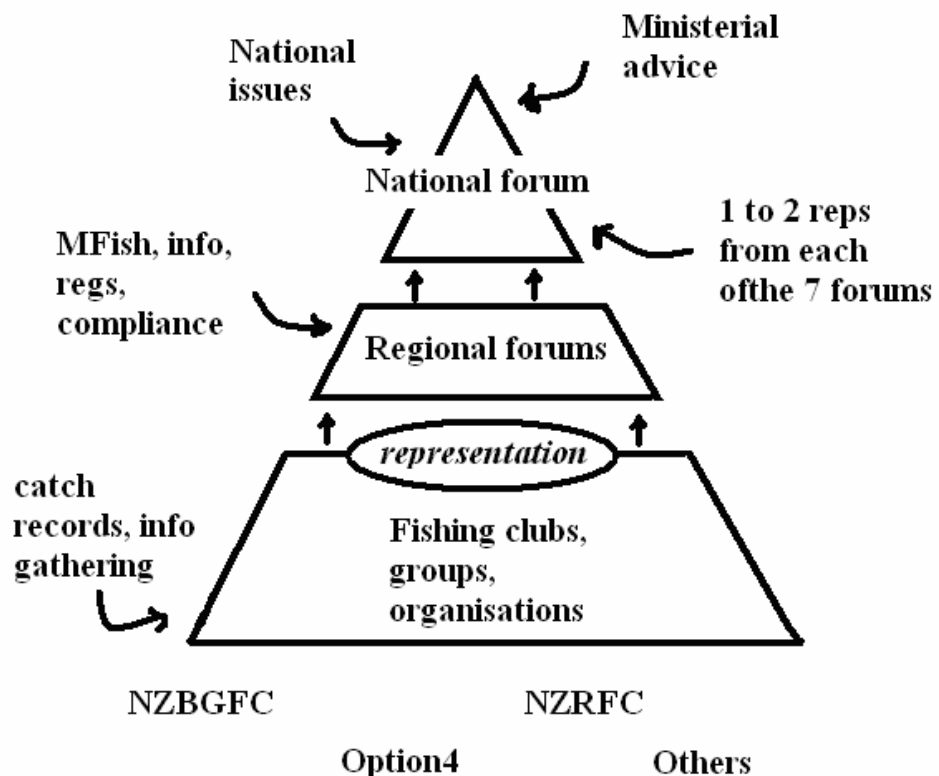 National
issues
Ministerial
advice
National forum
1 to 2 reps
from each
ofthe 7 forums
MFish, info,
regs,
compliance
Regional forums
representation
catch
records, info
gathering
Fishing clubs,
groups,
organisations
NZBGFC
NZRFC
Option4
Others